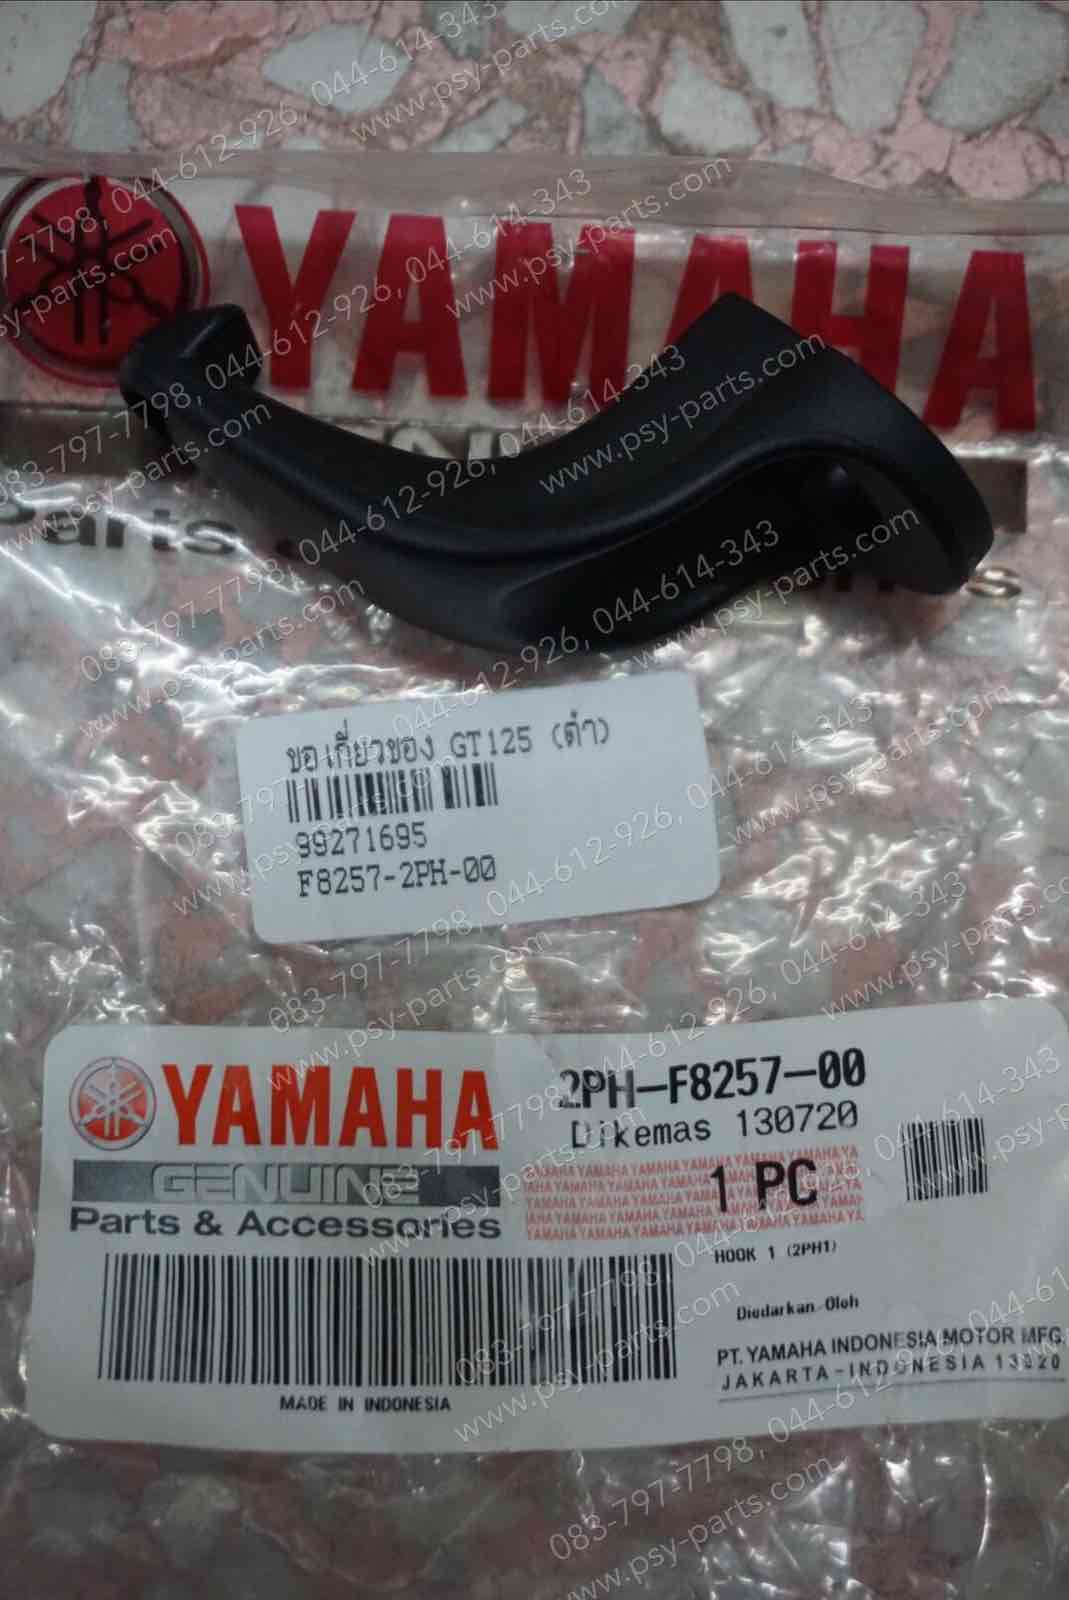 YAMAHA
ขอเกี่ยวของ GT125 (ดำ)
99271695
F8257-2PH-00
YAMAHA
GENUINE
Parts & Accessories
2PH-F8257-00
Dikemas 130720
1 PC
HOOK 1 (2PH1)
Diedarkan Oleh
PT. YAMAHA INDONESIA MOTOR MFG.
JAKARTA - INDONESIA 13920
MADE IN INDONESIA
083-797-7798, 044-612-926, 044-614-343
www.psy-parts.com